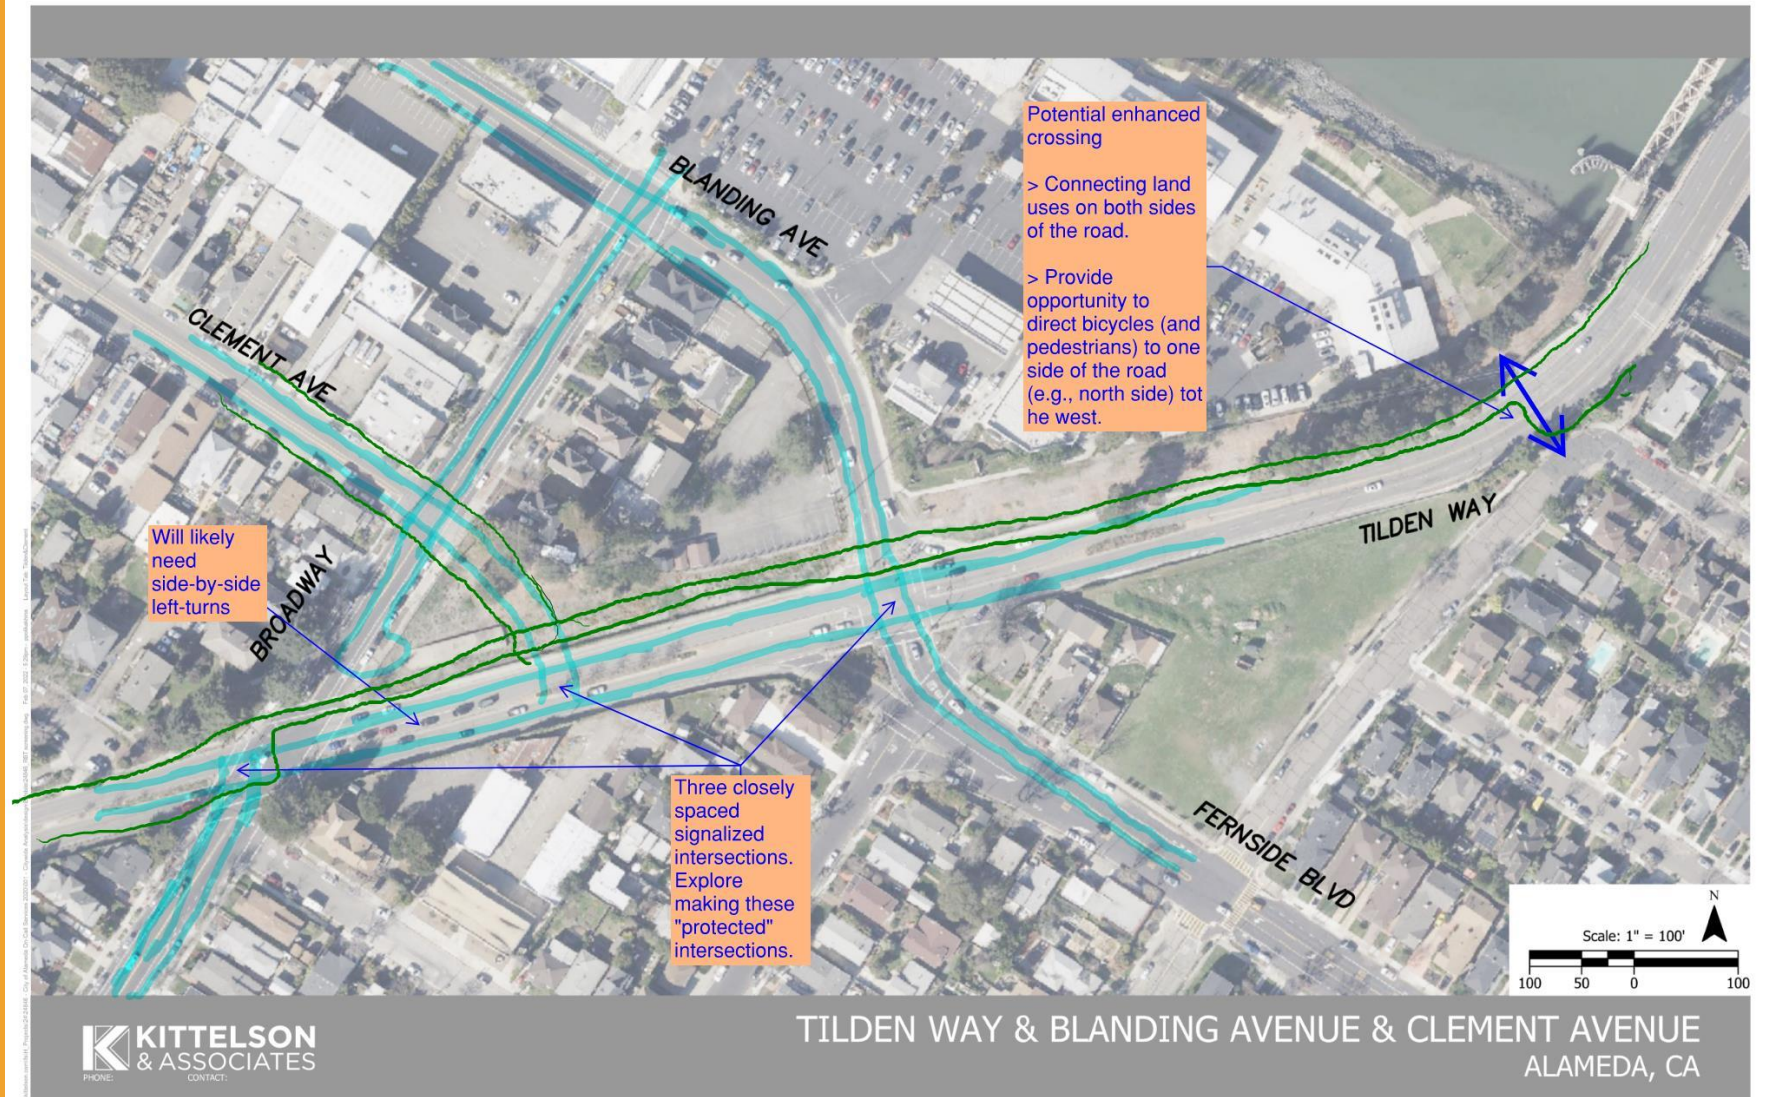 BLANDING AVE
Potential enhanced
crossing
> Connecting land
uses on both sides
of the road.
> Provide
opportunity to
direct bicycles (and
pedestrians) to one
side of the road
(e.g., north side) tot
he west.
CLEMENT AVE
TILDEN WAY
Will likely
need
side-by-side
left-turns
BROADWAY
Three closely
spaced
signalized
intersections.
Explore
making these
"protected"
intersections.
FERNSIDE BLVD
N
Scale: 1" = 100'
100 50 0 100
KITTELSON
& ASSOCIATES
PHONE: CONTACT:
TILDEN WAY & BLANDING AVENUE & CLEMENT AVENUE
ALAMEDA, CA